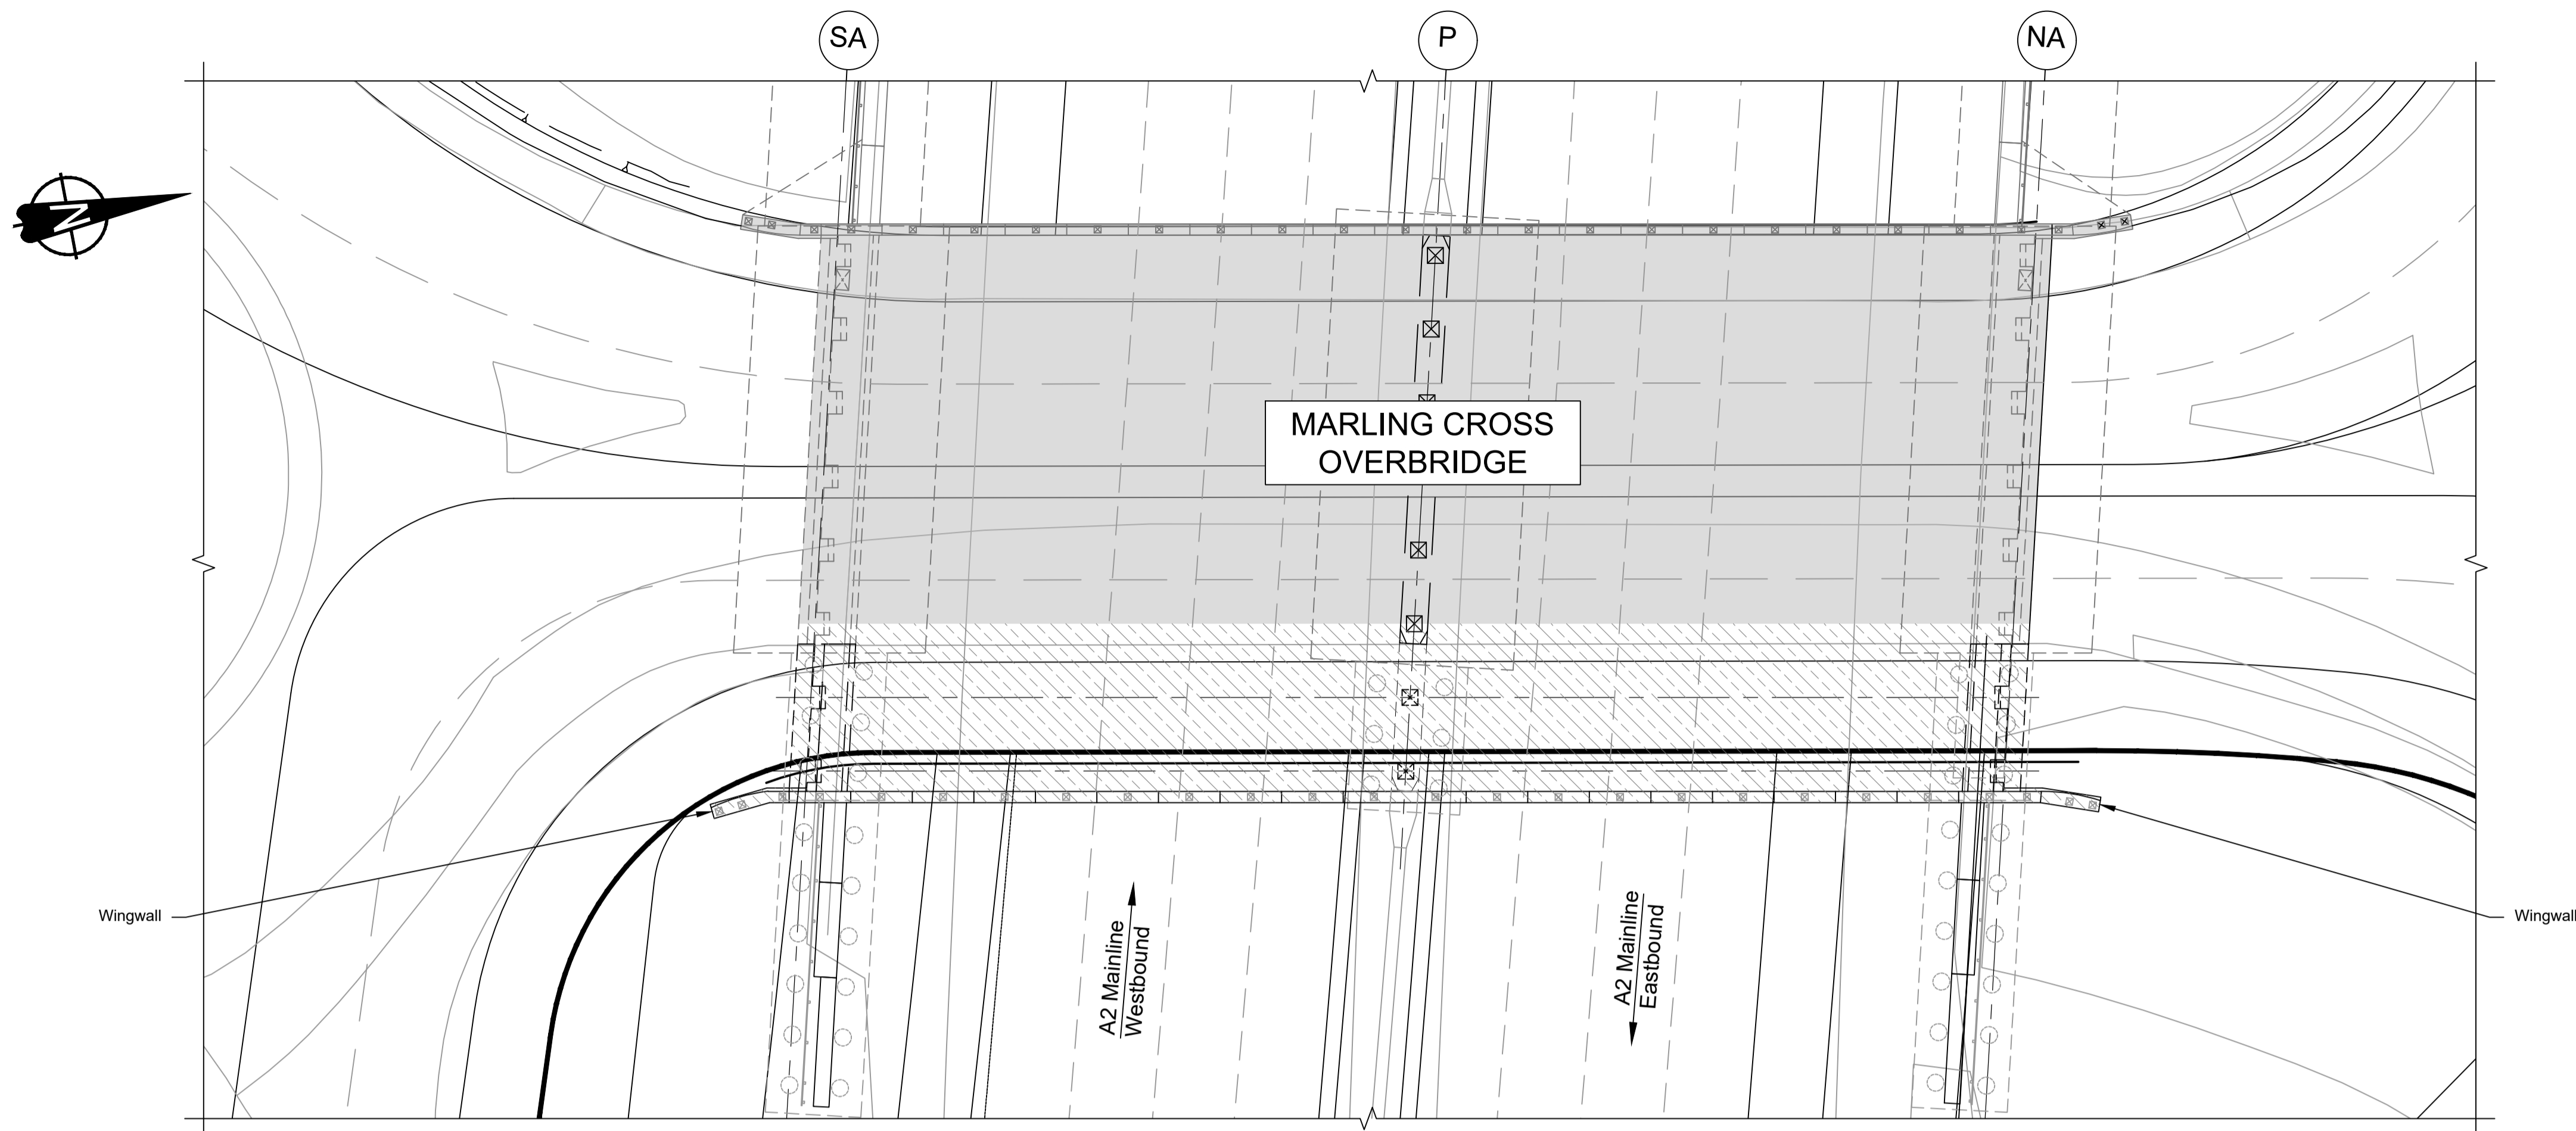 SA
P
NA
N
MARLING CROSS
OVERBRIDGE
Wingwall
Wingwall
A2 Mainline
Westbound
A2 Mainline
Eastbound